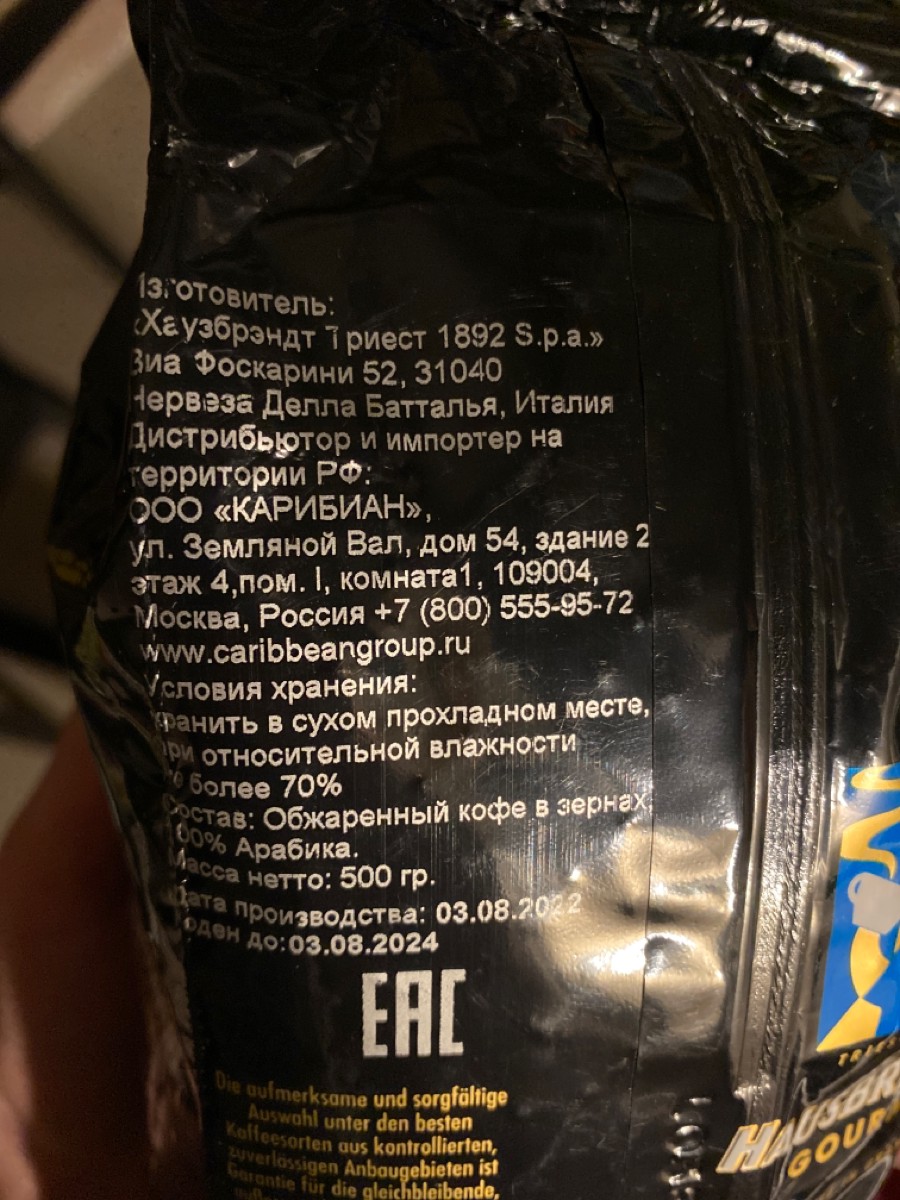 Изготовитель:
«Хаузбрэндт Триест 1892 S.p.a.»
Виа Фоскарини 52, 31040
Нервеза Делла Батталья, Италия
Дистрибьютор и импортер на
территории РФ:
ООО «КАРИБИАН»,
ул. Земляной Вал, дом 54, здание 2
этаж 4,пом. I, комната1, 109004,
Москва, Россия +7 (800) 555-95-72
www.caribbeangroup.ru
Условия хранения:
хранить в сухом прохладном месте,
при относительной влажности
не более 70%
Состав: Обжаренный кофе в зернах,
100% Арабика.
Масса нетто: 500 гр.
Дата производства: 03.08.2022
Годен до:03.08.2024
EAC
Die aufmerksame und sorgfältige
Auswahl unter den besten
Kaffeesorten aus kontrollierten,
zuverlässigen Anbaugebieten ist
Garantie für die gleichbleibende,
HAUSBR
GOUR